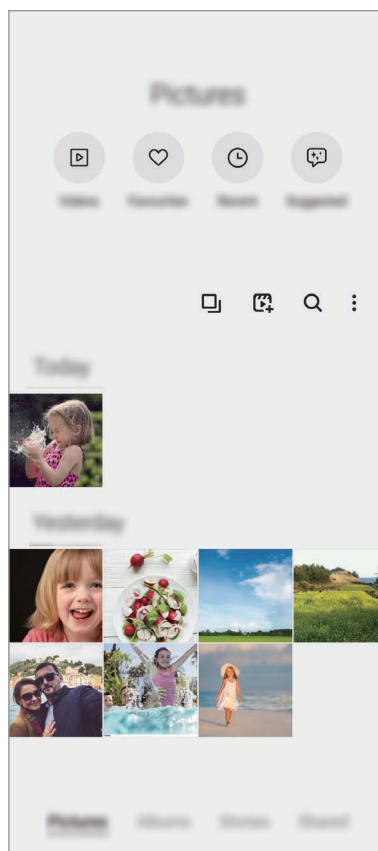 Pictures
Videos Favourites Recent Suggested
Today
Yesterday
Pictures Albums Stories Shared